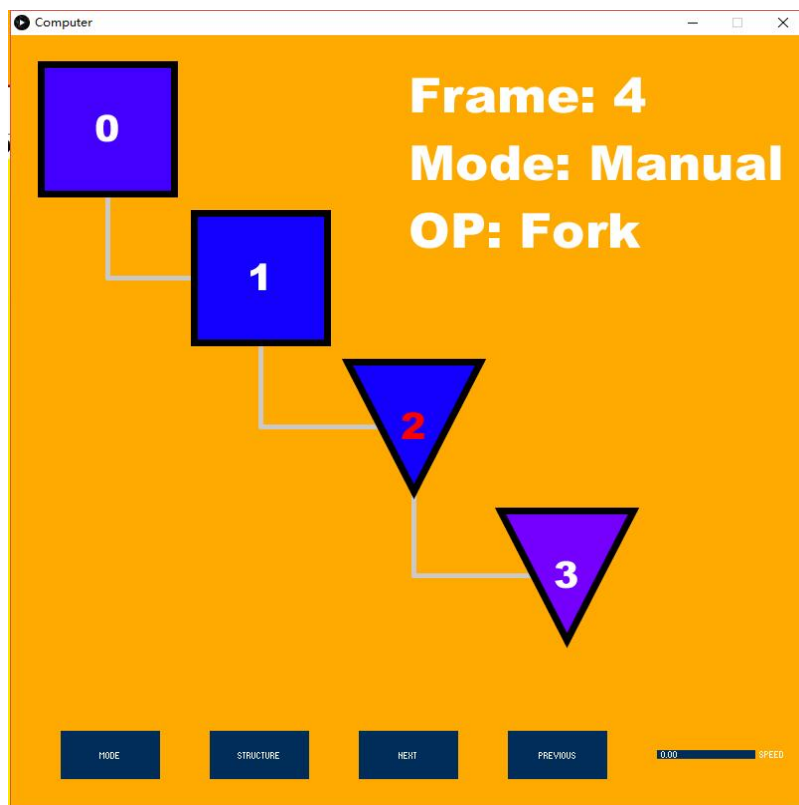 Computer
Frame: 4
Mode: Manual
OP: Fork
0
1
2
3
MODE
STRUCTURE
NEXT
PREVIOUS
0.00 SPEED